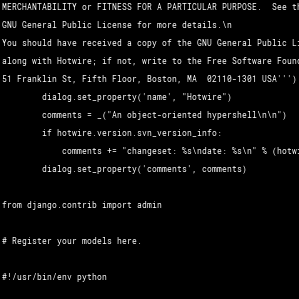 MERCHANTABILITY or FITNESS FOR A PARTICULAR PURPOSE.  See th
GNU General Public License for more details.\n
You should have received a copy of the GNU General Public Li
along with Hotwire; if not, write to the Free Software Found
51 Franklin St, Fifth Floor, Boston, MA  02110-1301 USA''')
        dialog.set_property('name', "Hotwire")
        comments = _("An object-oriented hypershell\n\n")
        if hotwire.version.svn_version_info:
            comments += "changeset: %s\ndate: %s\n" % (hotwi
        dialog.set_property('comments', comments)

from django.contrib import admin

# Register your models here.

#!/usr/bin/env python